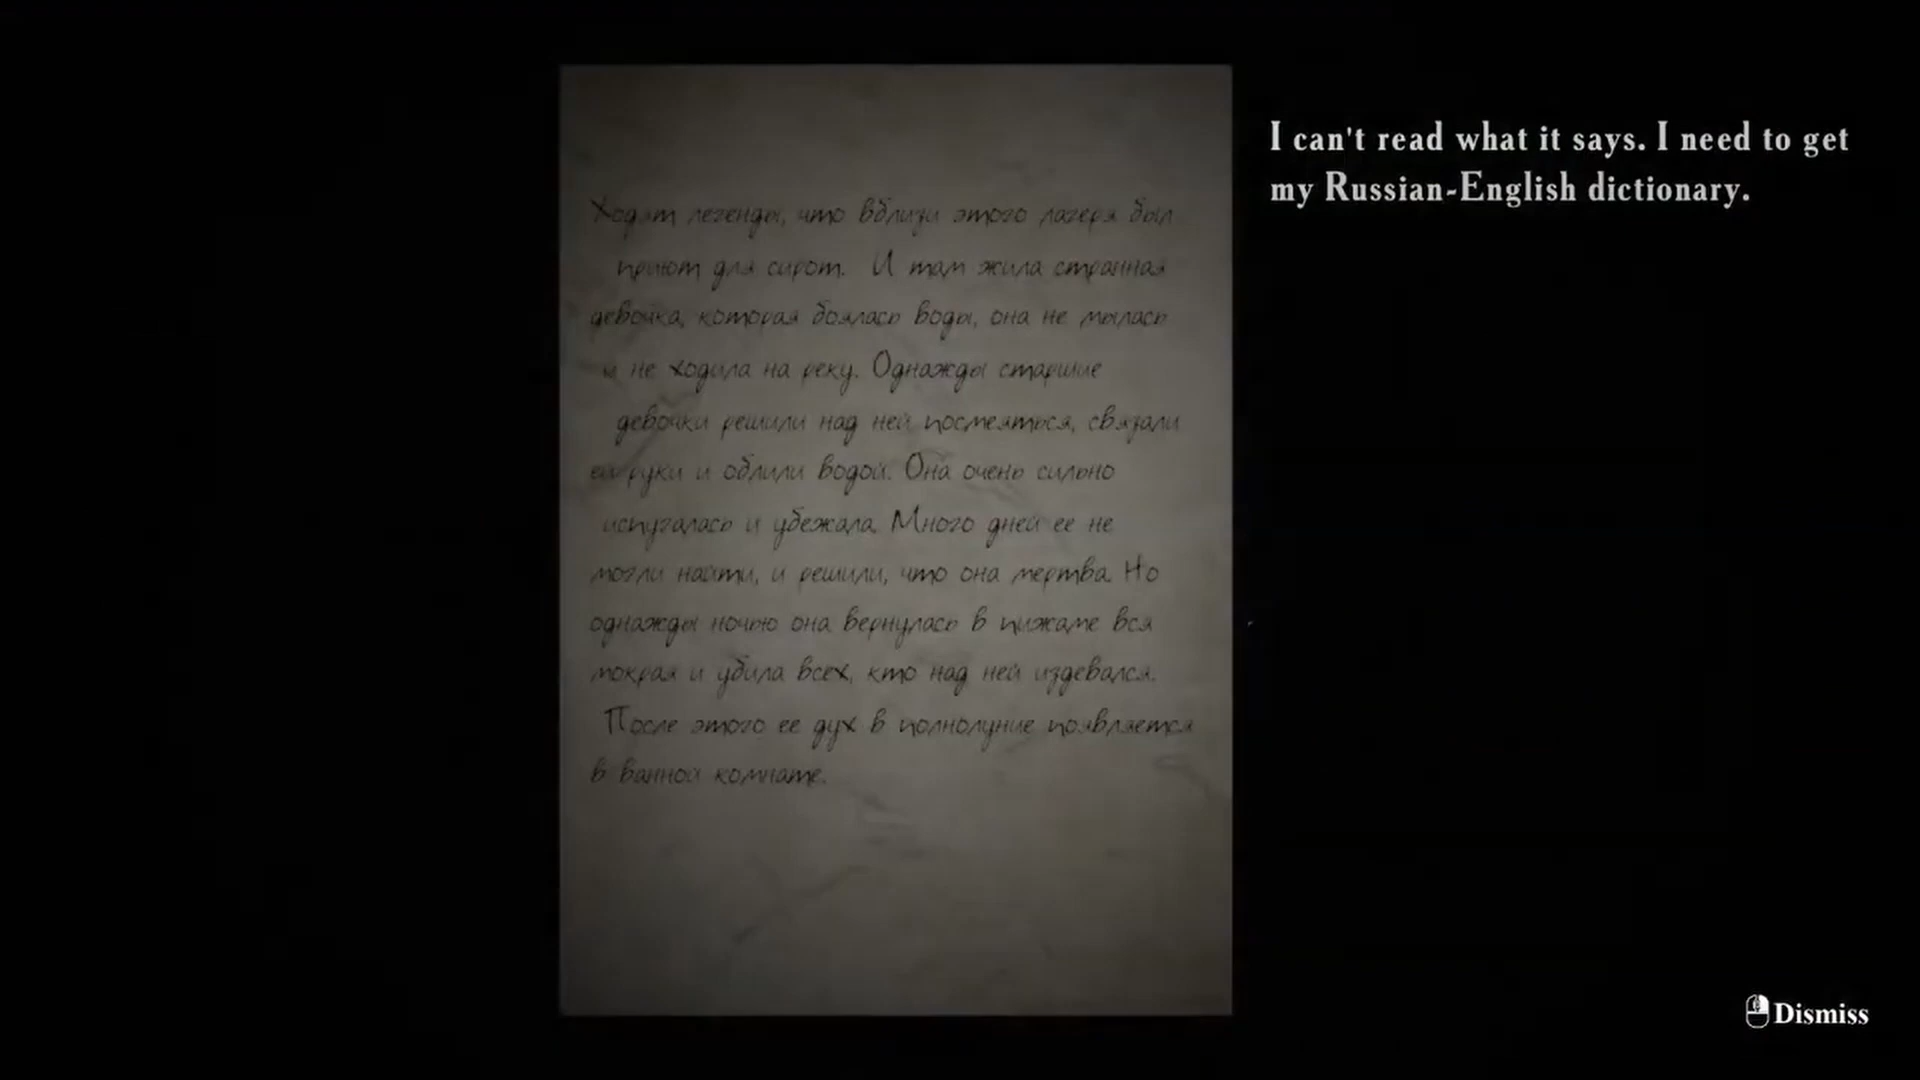 Ходят легенды, что вблизи этого лагеря был
приют для сирот. И там жила странная
девочка, которая боялась воды, она не мылась
и не ходила на реку. Однажды старшие
девочки решили над ней посмеяться, связали
ей руки и облили водой. Она очень сильно
испугалась и убежала. Много дней ее не
могли найти, и решили, что она мертва. Но
однажды ночью она вернулась в пижаме вся
мокрая и убила всех, кто над ней издевался.
После этого ее дух в полнолуние появляется
в ванной комнате.
I can't read what it says. I need to get
my Russian-English dictionary.
Dismiss